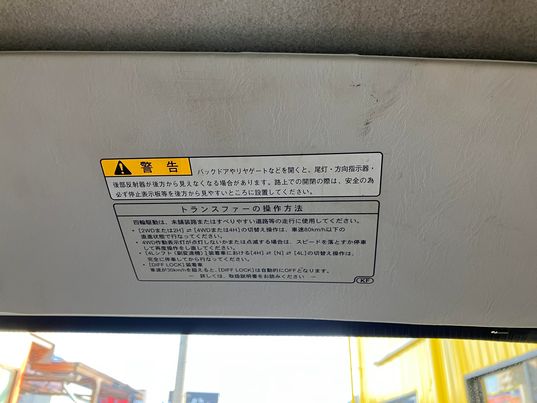 警告 バックドアやリヤゲートなどを開くと、尾灯・方向指示器・
後部反射器が後方から見えなくなる場合があります。路上での開閉の際は、安全の為
必ず停止表示板等を後方から見やすいところに設置してください。
トランスファーの操作方法
四輪駆動は、未舗装路またはすべりやすい道路等の走行に使用してください。
・[2WDまたは2H] ⇄ [4WDまたは4H] の切替え操作は、車速80km/h以下の
直進状態で行なってください。
・4WD作動表示灯が点灯しないかまたは点滅する場合は、スピードを落とすか停車
して再度操作をし直してください。
・[4Lシフト(副変速機)] 装着車における [4H] ⇄ [N] ⇄ [4L] の切替え操作は、
完全に停車してから行なってください。
・[DIFF LOCK] 装着車
車速が30km/hを超えると、[DIFF LOCK] は自動的にOFFとなります。
― 詳しくは、取扱説明書をお読みください ―
KF